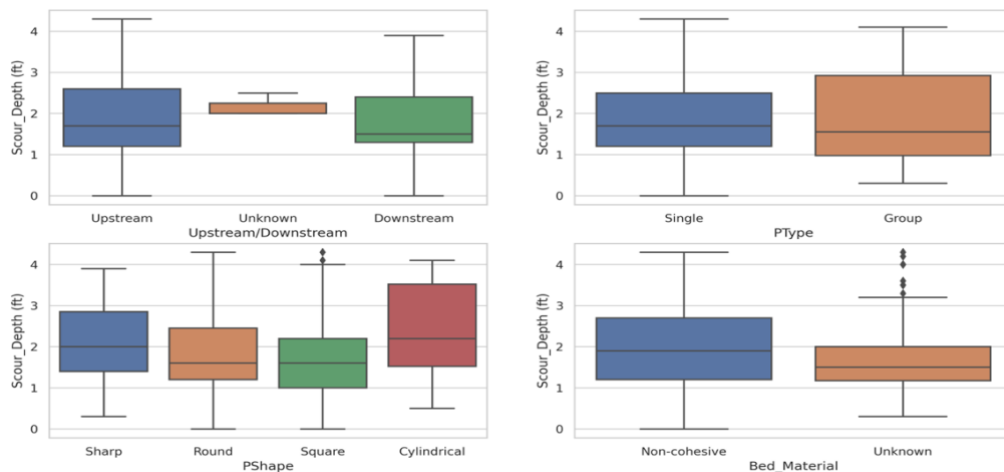 Scour_Depth (ft)
4
3
2
1
0
Upstream Unknown Downstream
Upstream/Downstream
Scour_Depth (ft)
4
3
2
1
0
Single Group
PType
Scour_Depth (ft)
4
3
2
1
0
Sharp Round Square Cylindrical
PShape
Scour_Depth (ft)
4
3
2
1
0
Non-cohesive Unknown
Bed_Material